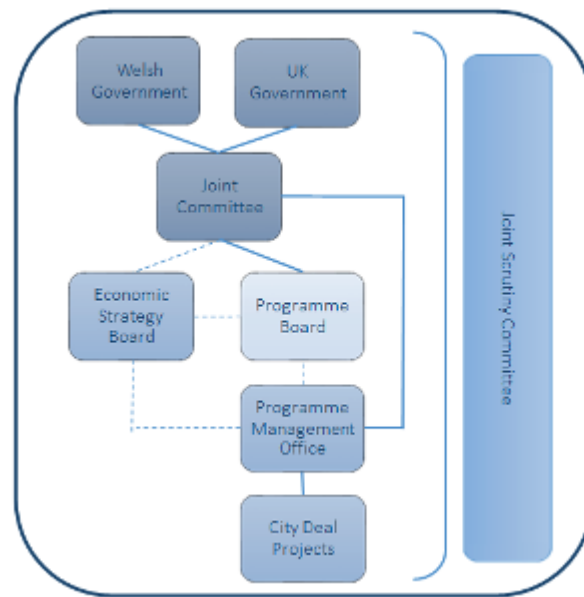 Welsh
Government
UK
Government
Joint
Committee
Economic
Strategy
Board
Programme
Board
Programme
Management
Office
City Deal
Projects
Joint Scrutiny Committee